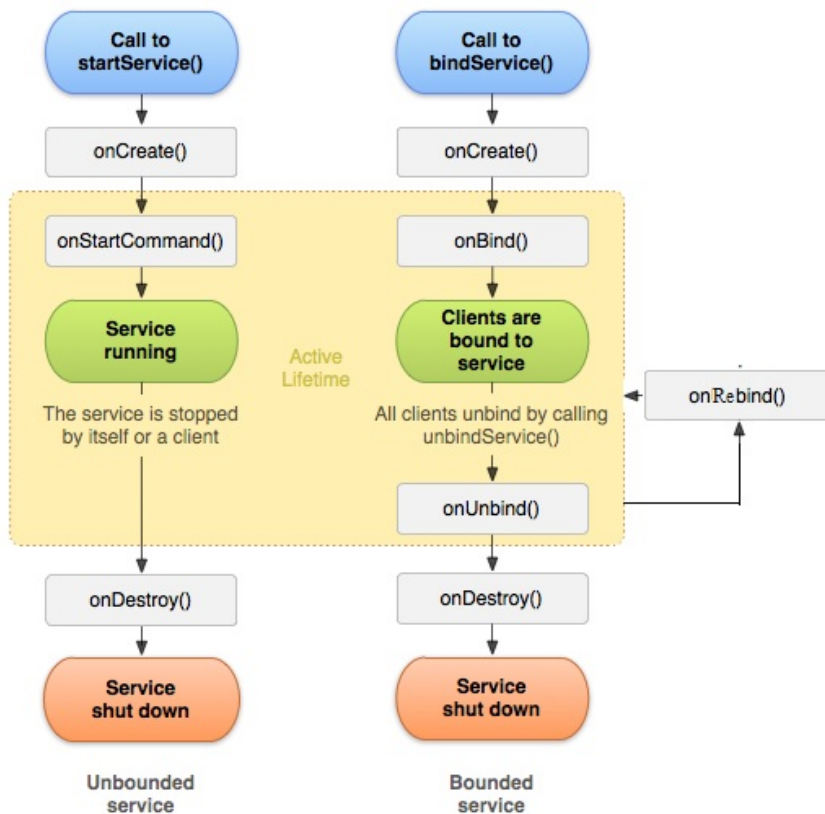 Call to
startService()
onCreate()
onStartCommand()
Service
running
The service is stopped
by itself or a client
onDestroy()
Service
shut down
Unbounded
service
Active
Lifetime
Call to
bindService()
onCreate()
onBind()
Clients are
bound to
service
All clients unbind by calling
unbindService()
onUnbind()
onDestroy()
Service
shut down
Bounded
service
onRebind()